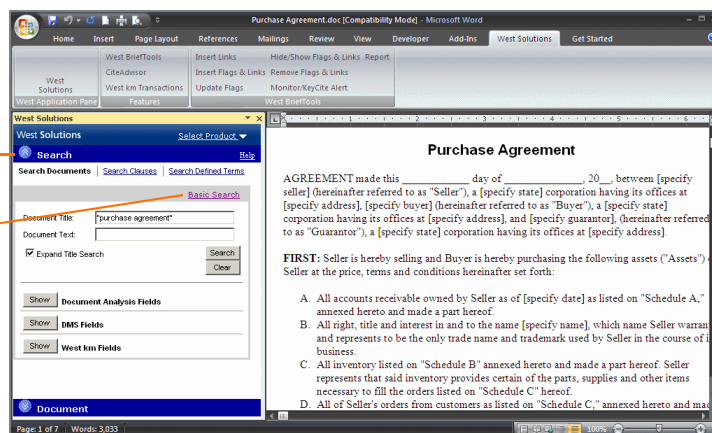 Purchase Agreement.doc [Compatibility Mode] - Microsoft Word
Home Insert Page Layout References Mailings Review View Developer Add-Ins West Solutions Get Started
West BriefTools Insert Links Hide/Show Flags & Links Report
CiteAdvisor Insert Flags & Links Remove Flags & Links
West Solutions
West km Transactions Update Flags Monitor/KeyCite Alert
West Application Pane Features West BriefTools
West Solutions
West Solutions Select Product
Search Help
Search Documents Search Clauses Search Defined Terms
Basic Search
Document Title: "purchase agreement"
Document Text:
Expand Title Search Search
Clear
Show Document Analysis Fields
Show DMS Fields
Show West km Fields
Document
Purchase Agreement
AGREEMENT made this ____________ day of ____________, 20__, between [specify
seller] (hereinafter referred to as "Seller"), a [specify state] corporation having its offices at
[specify address], [specify buyer] (hereinafter referred to as "Buyer"), a [specify state]
corporation having its offices at [specify address], and [specify guarantor], (hereinafter referred
to as "Guarantor"), a [specify state] corporation having its offices at [specify address].
FIRST: Seller is hereby selling and Buyer is hereby purchasing the following assets ("Assets")
Seller at the price, terms and conditions hereinafter set forth:
A. All accounts receivable owned by Seller as of [specify date] as listed on "Schedule A,"
annexed hereto and made a part hereof.
B. All right, title and interest in and to the name [specify name], which name Seller warran
and represents to be the only trade name and trademark used by Seller in the course of i
business.
C. All inventory listed on "Schedule B" annexed hereto and made a part hereof. Seller
represents that said inventory provides certain of the parts, supplies and other items
necessary to fill the orders listed on "Schedule C" hereof.
D. All of Seller's orders from customers as listed on "Schedule C," annexed hereto and mad
Page: 1 of 7 Words: 3,033 100%